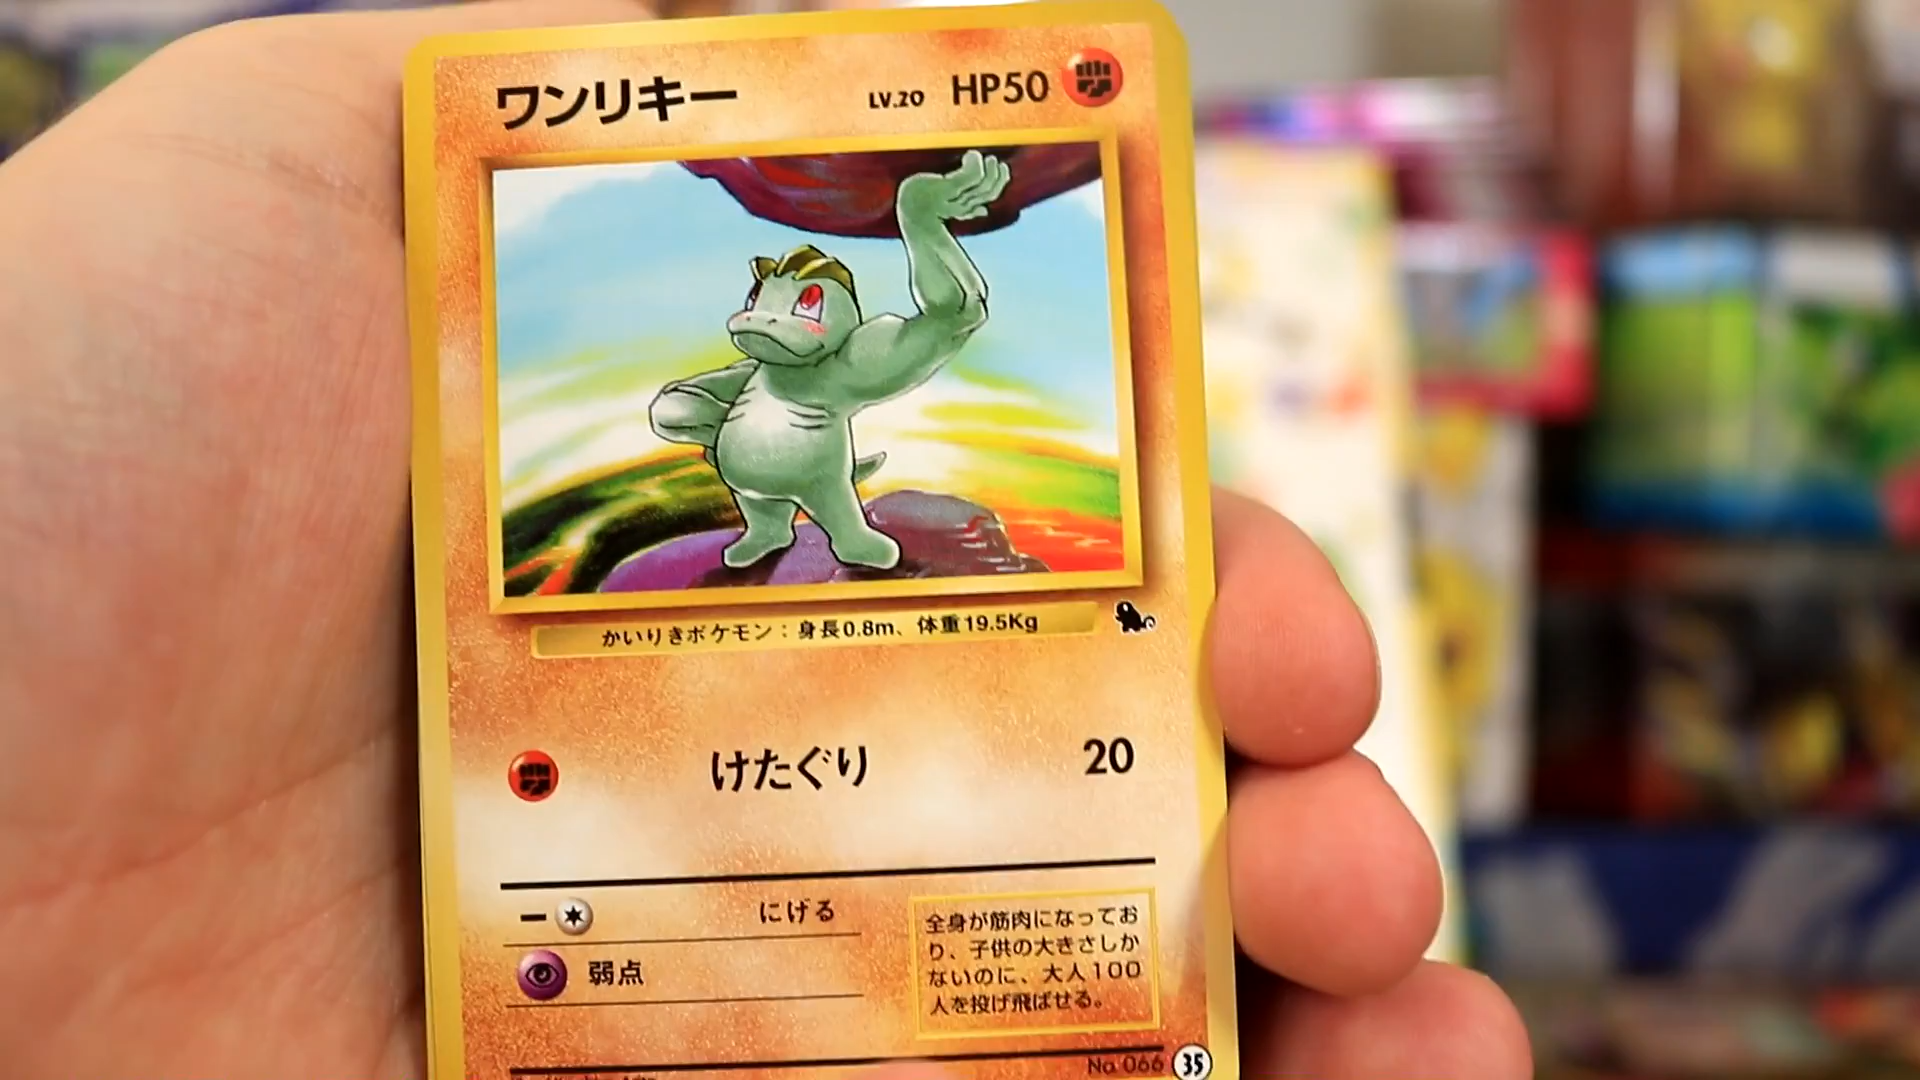 ワンリキー LV.20 HP50
かいりきポケモン：身長0.8m、体重19.5Kg
けたぐり 20
ー にげる
弱点
全身が筋肉になってお
り、子供の大きさしか
ないのに、大人100
人を投げ飛ばせる。
No.066 35